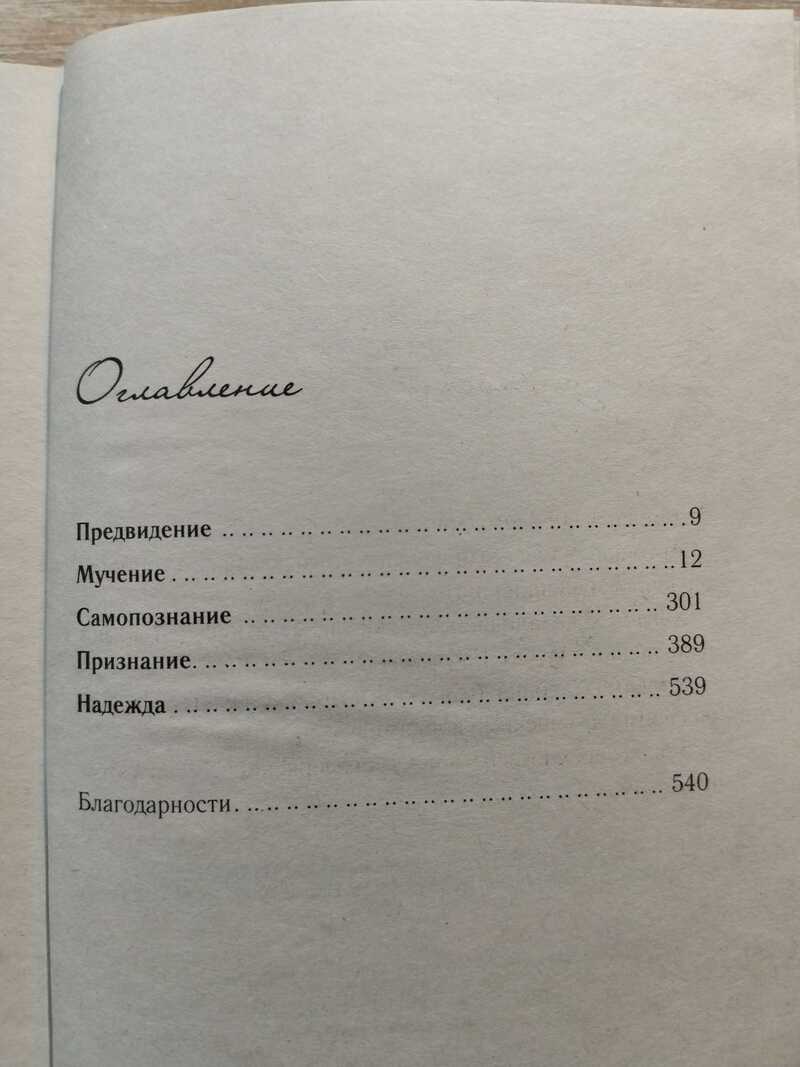 Оглавление
Предвидение 9
Мучение 12
Самопознание 301
Признание 389
Надежда 539
Благодарности 540